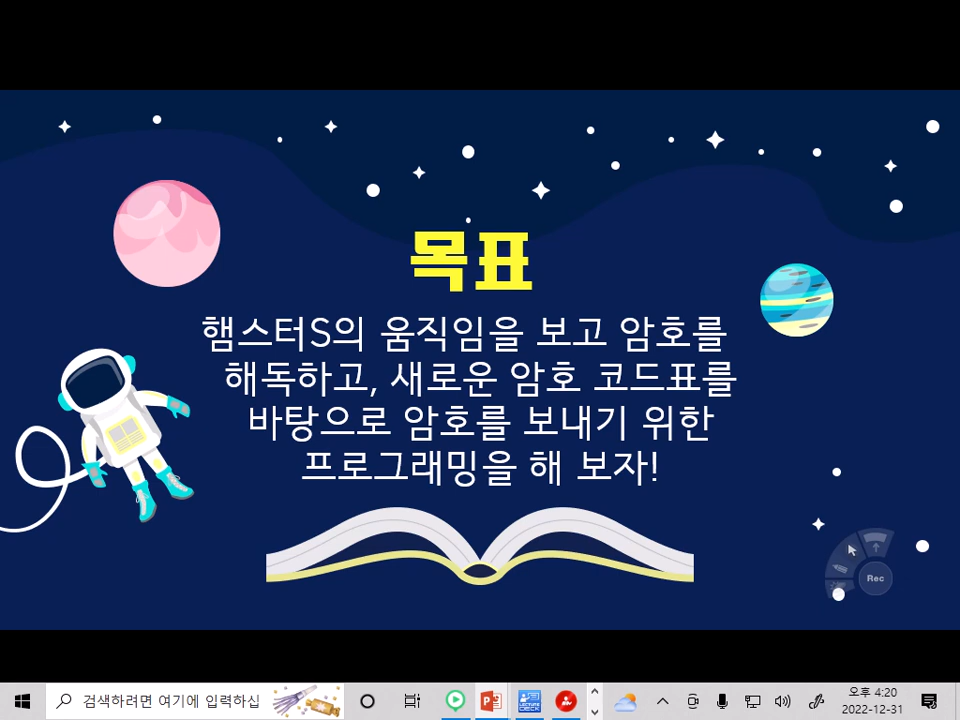 목표
햄스터S의 움직임을 보고 암호를
해독하고, 새로운 암호 코드표를
바탕으로 암호를 보내기 위한
프로그래밍을 해 보자!
Rec
검색하려면 여기에 입력하십
LECTURE
DECK
오후 4:20
2022-12-31